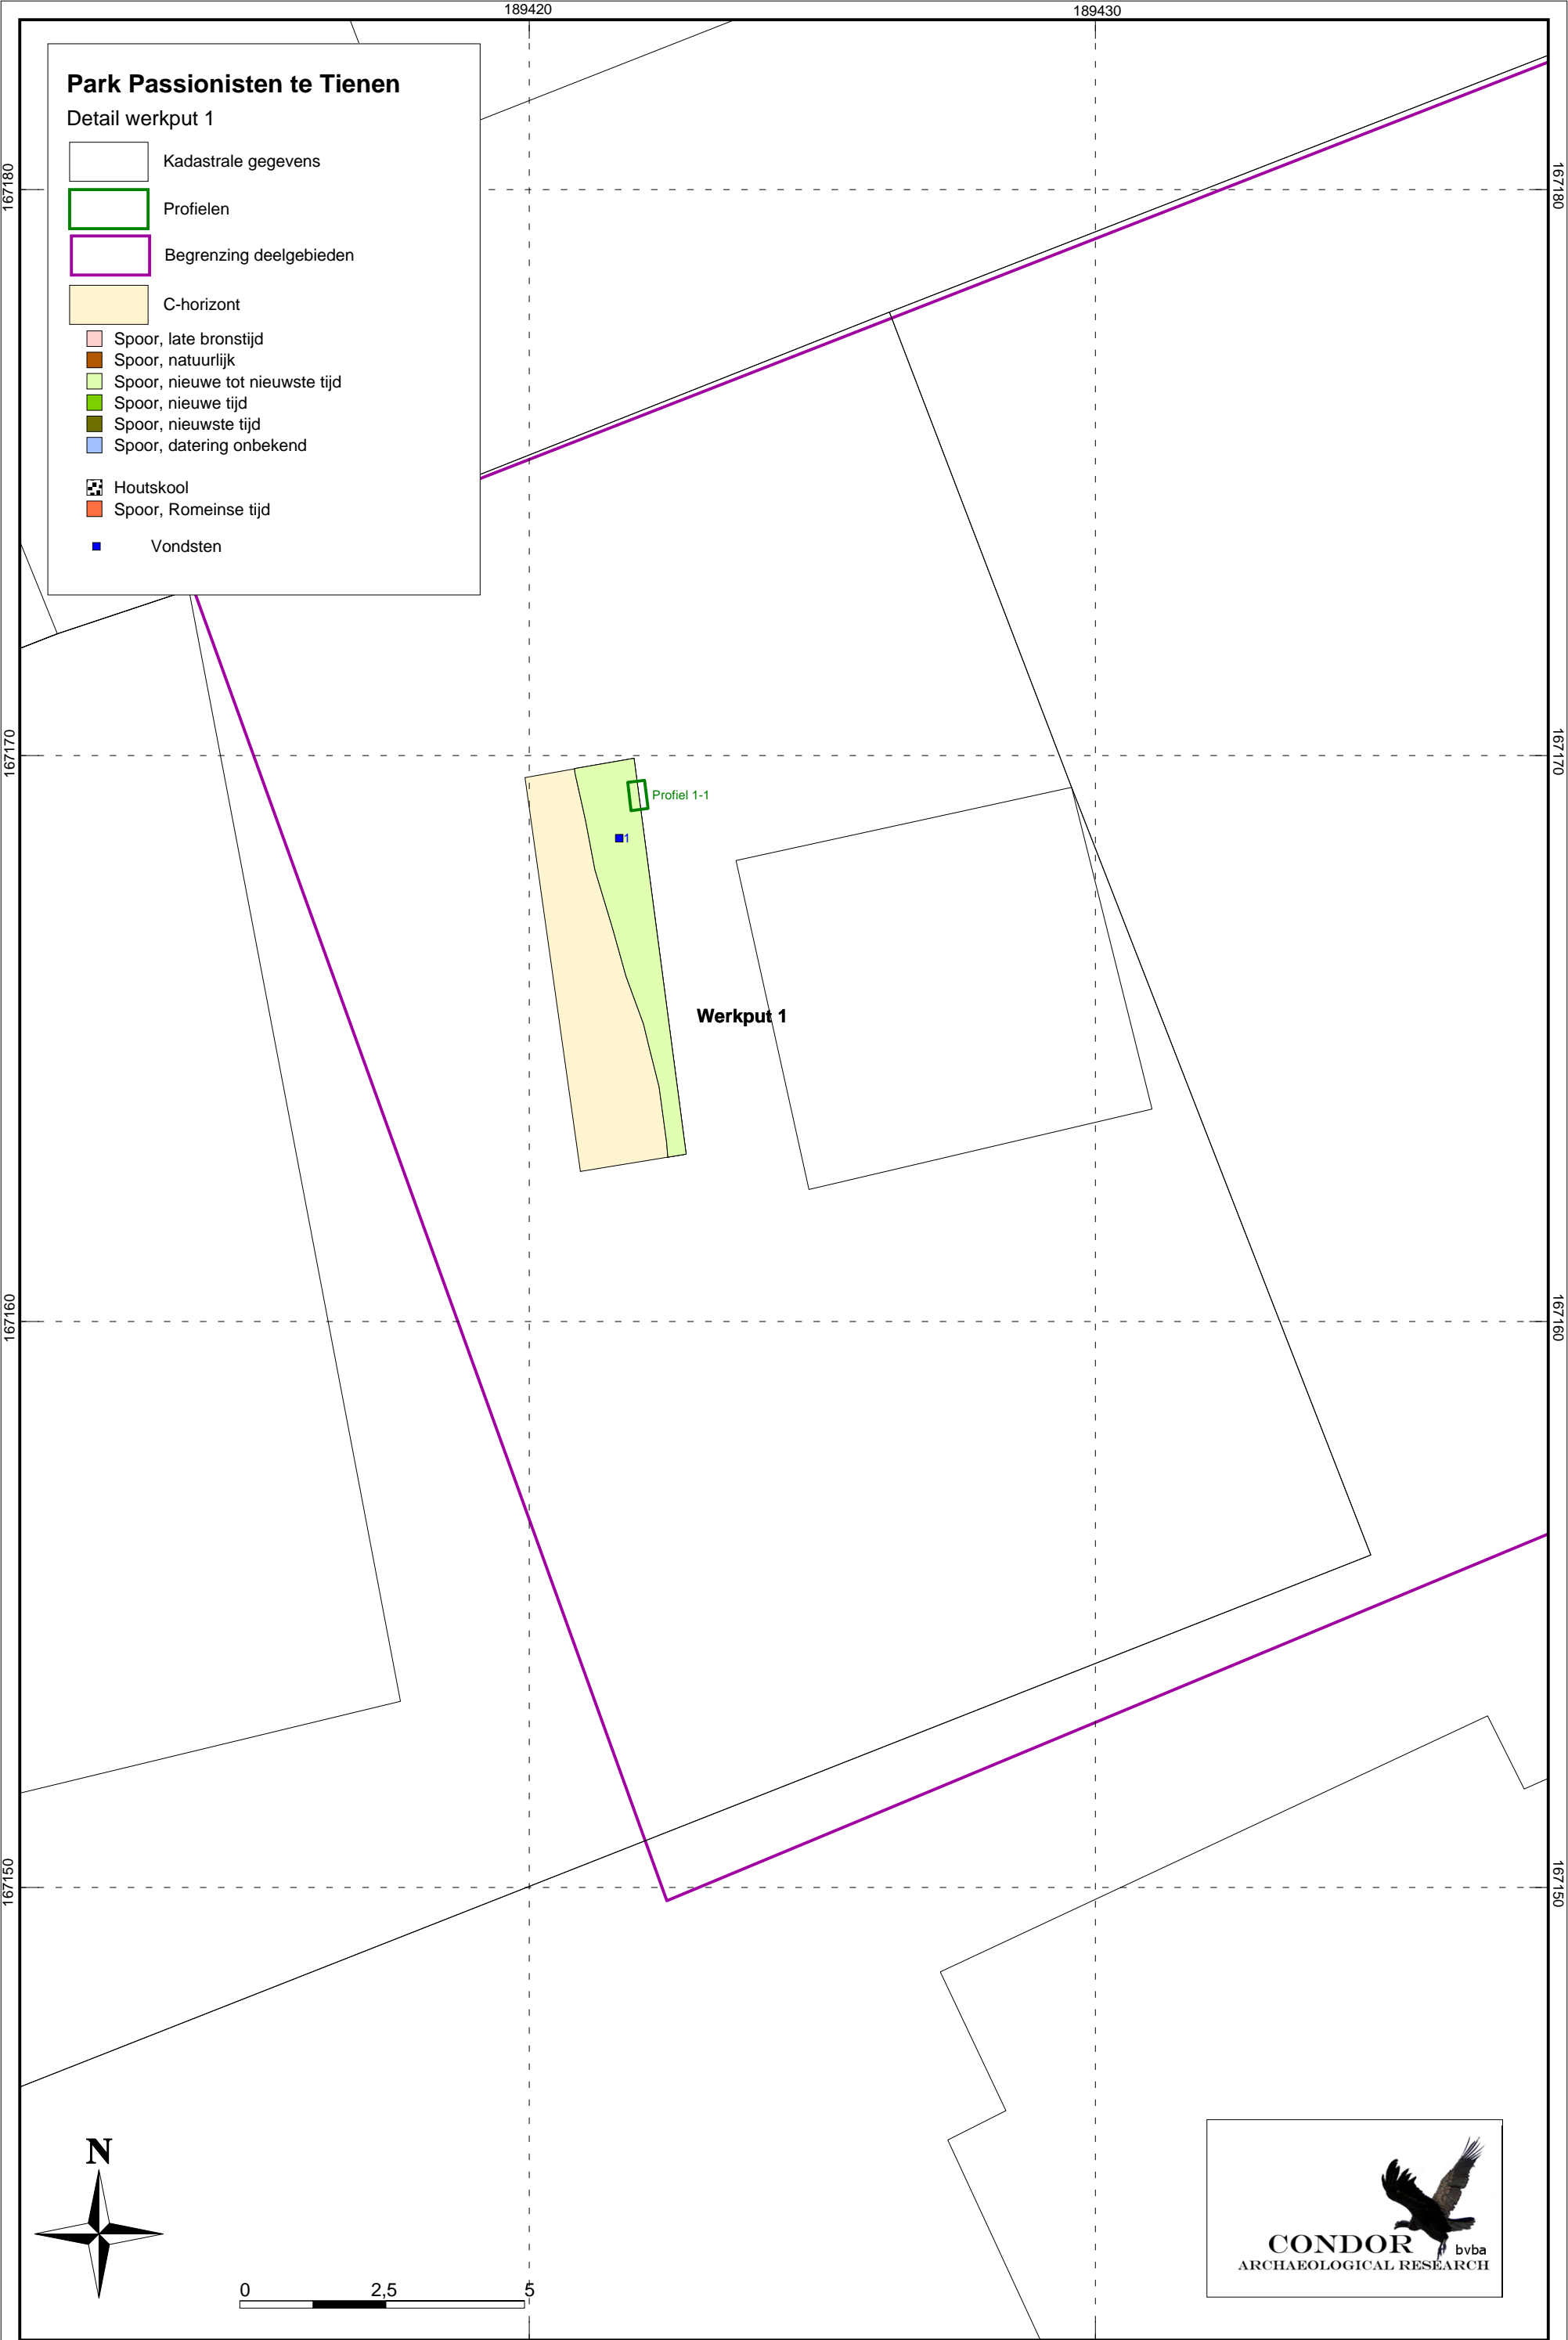 189420
189430
Park Passionisten te Tienen
Detail werkput 1
Kadastrale gegevens
Profielen
Begrenzing deelgebieden
C-horizont
Spoor, late bronstijd
Spoor, natuurlijk
Spoor, nieuwe tot nieuwste tijd
Spoor, nieuwe tijd
Spoor, nieuwste tijd
Spoor, datering onbekend
Houtskool
Spoor, Romeinse tijd
Vondsten
167180
167180
167170
167170
Profiel 1-1
1
Werkput 1
167160
167160
167150
167150
N
0 2,5 5
CONDOR bvba
ARCHAEOLOGICAL RESEARCH